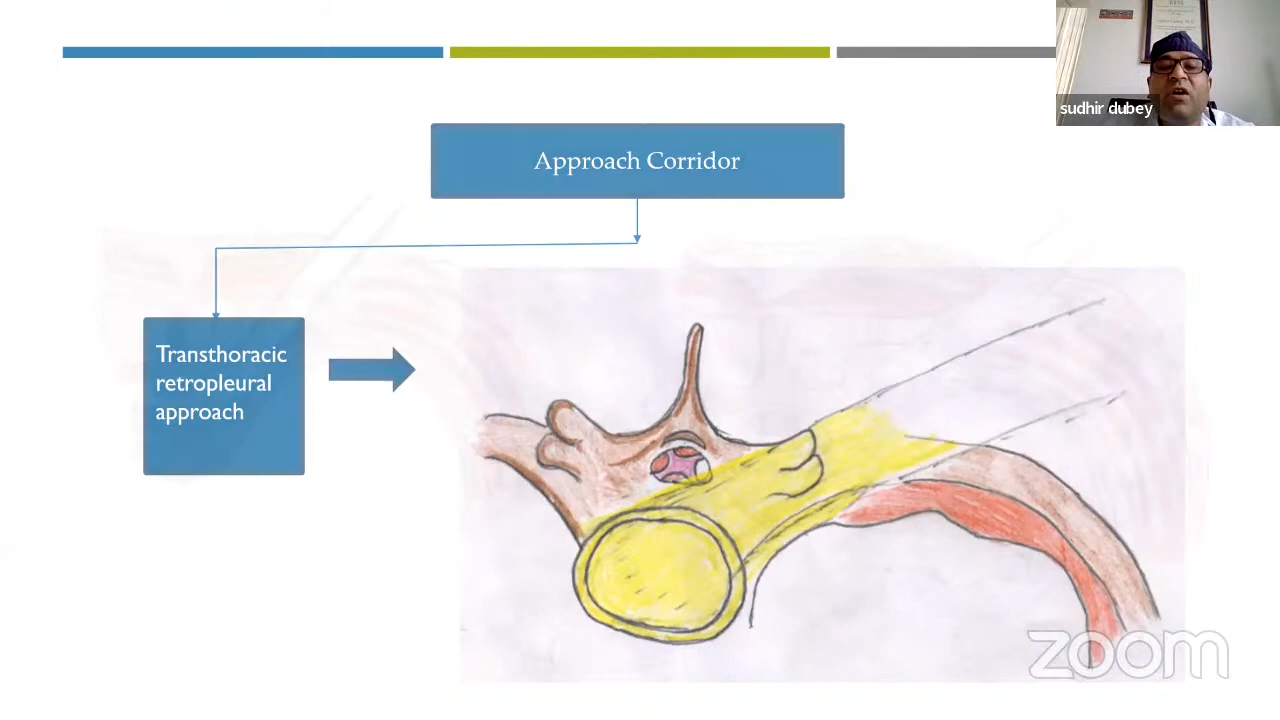 sudhir dubey
Approach Corridor
Transthoracic
retropleural
approach
zoom